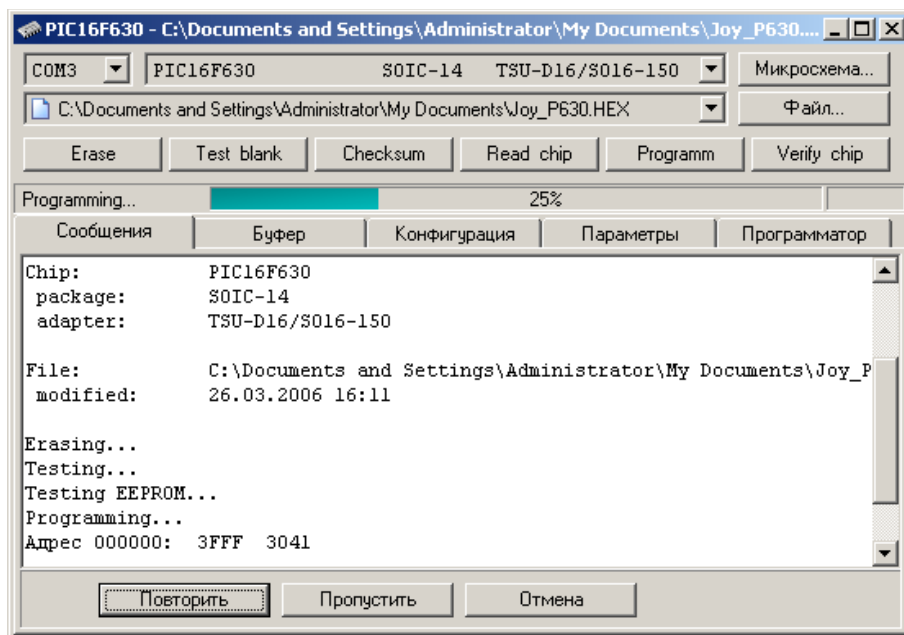 PIC16F630 - C:\Documents and Settings\Administrator\My Documents\Joy_P630....
COM3 PIC16F630 SOIC-14 TSU-D16/SO16-150 Микросхема...
C:\Documents and Settings\Administrator\My Documents\Joy_P630.HEX Файл...
Erase Test blank Checksum Read chip Programm Verify chip
Programming... 25%
Сообщения Буфер Конфигурация Параметры Программатор
Chip: PIC16F630
package: SOIC-14
adapter: TSU-D16/SO16-150
File: C:\Documents and Settings\Administrator\My Documents\Joy_P
modified: 26.03.2006 16:11
Erasing...
Testing...
Testing EEPROM...
Programming...
Адрес 000000: 3FFF 3041
Повторить Пропустить Отмена